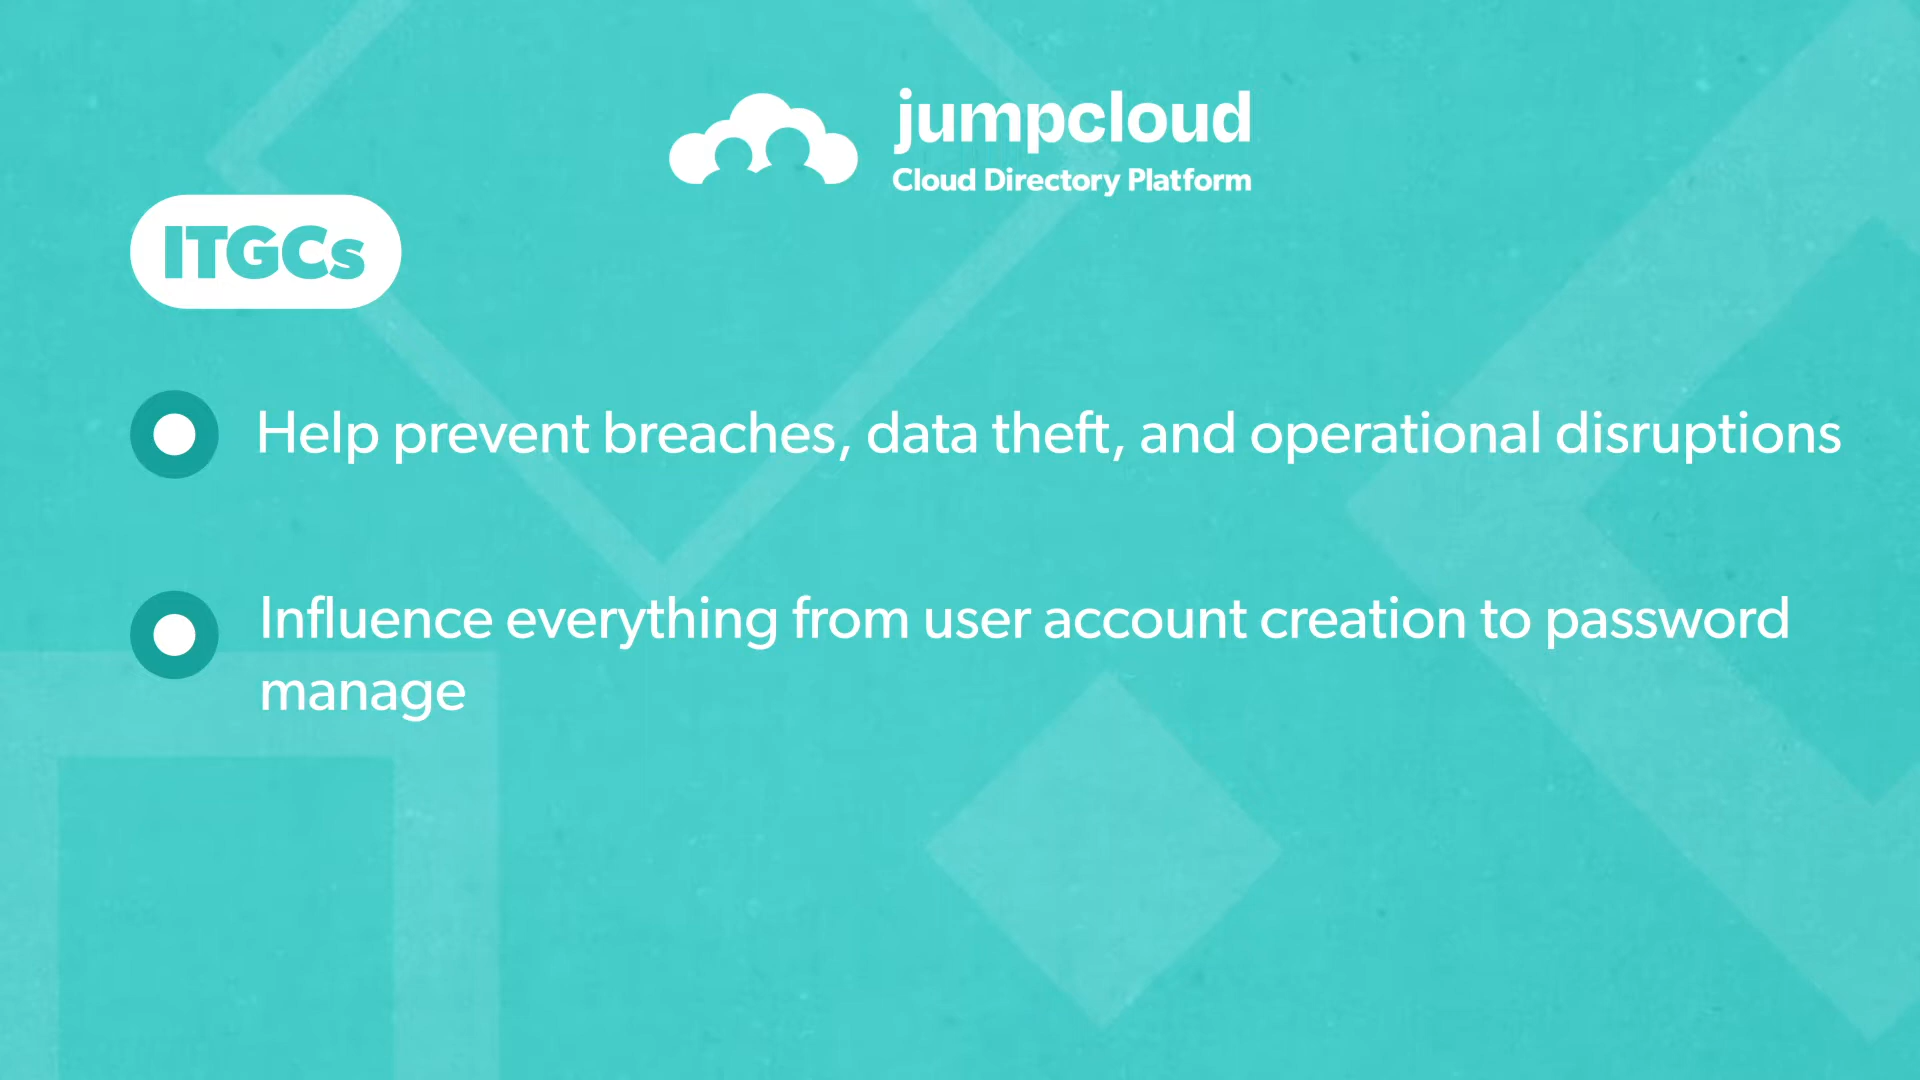 jumpcloud
Cloud Directory Platform
ITGCs
Help prevent breaches, data theft, and operational disruptions
Influence everything from user account creation to password
manage